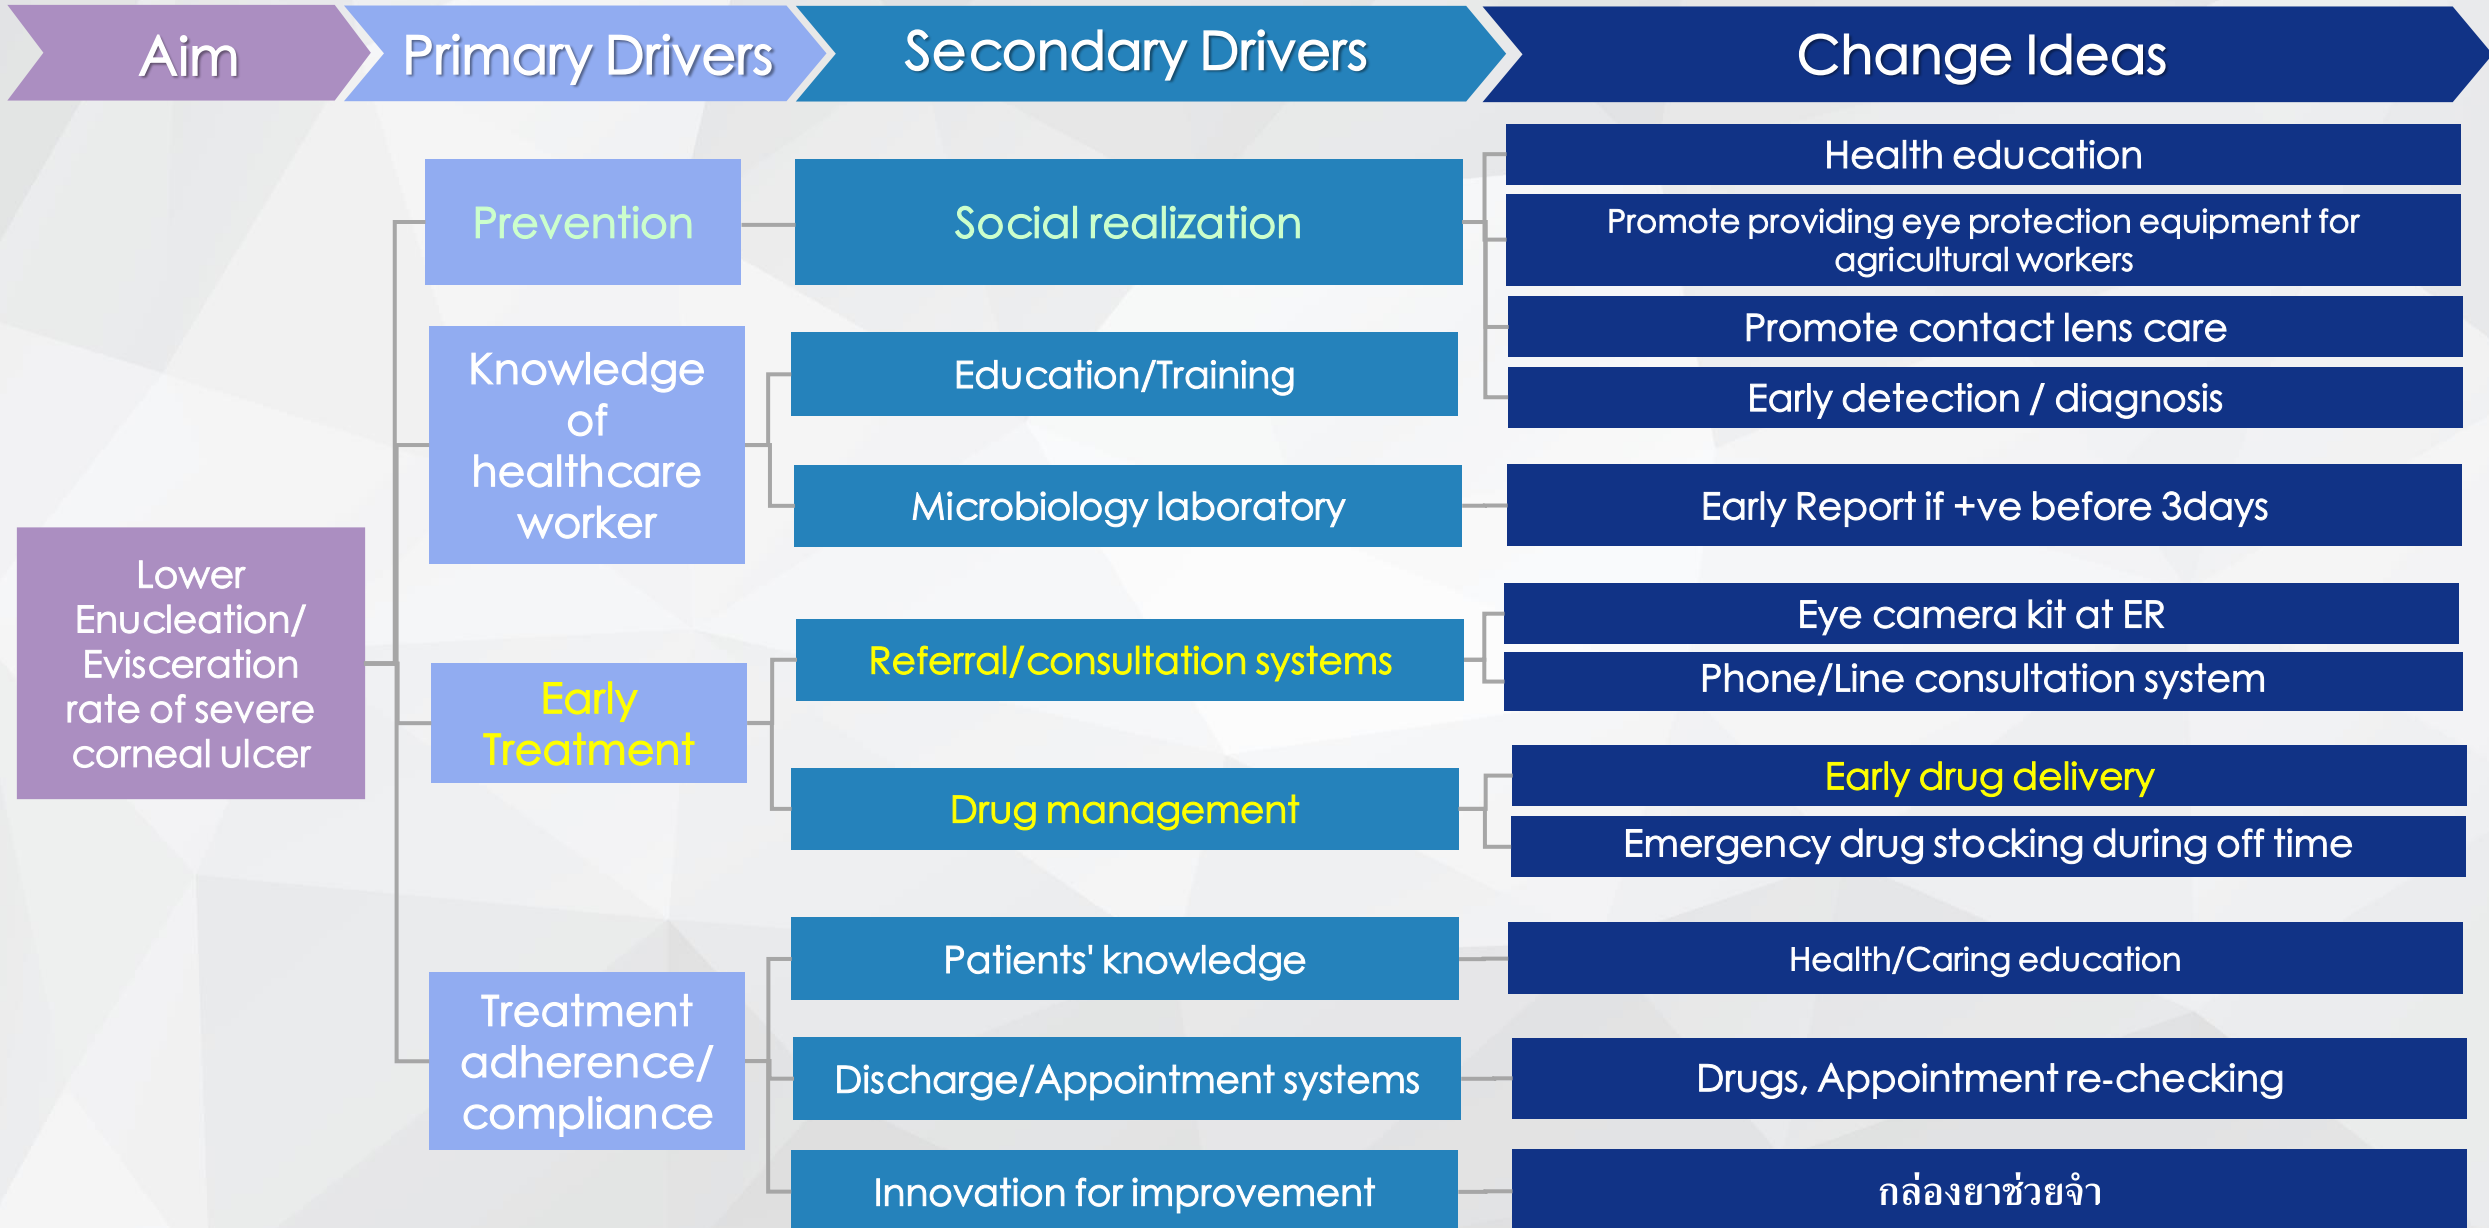 Aim
Primary Drivers
Secondary Drivers
Change Ideas
Lower
Enucleation/
Evisceration
rate of severe
corneal ulcer
Prevention
Social realization
Health education
Promote providing eye protection equipment for
agricultural workers
Promote contact lens care
Early detection / diagnosis
Knowledge
of
healthcare
worker
Education/Training
Microbiology laboratory
Early Report if +ve before 3days
Early
Treatment
Referral/consultation systems
Eye camera kit at ER
Phone/Line consultation system
Drug management
Early drug delivery
Emergency drug stocking during off time
Treatment
adherence/
compliance
Patients' knowledge
Health/Caring education
Discharge/Appointment systems
Drugs, Appointment re-checking
Innovation for improvement
กล่องยาช่วยจำ